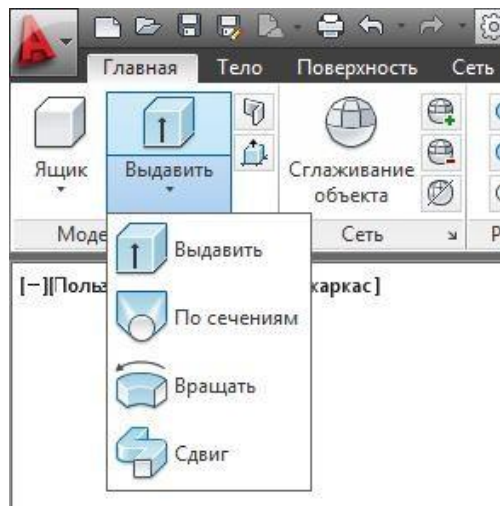 Главная Тело Поверхность Сеть
Ящик Выдавить Сглаживание объекта
Моде Сеть
Выдавить
[−][Польз каркас]
По сечениям
Вращать
Сдвиг